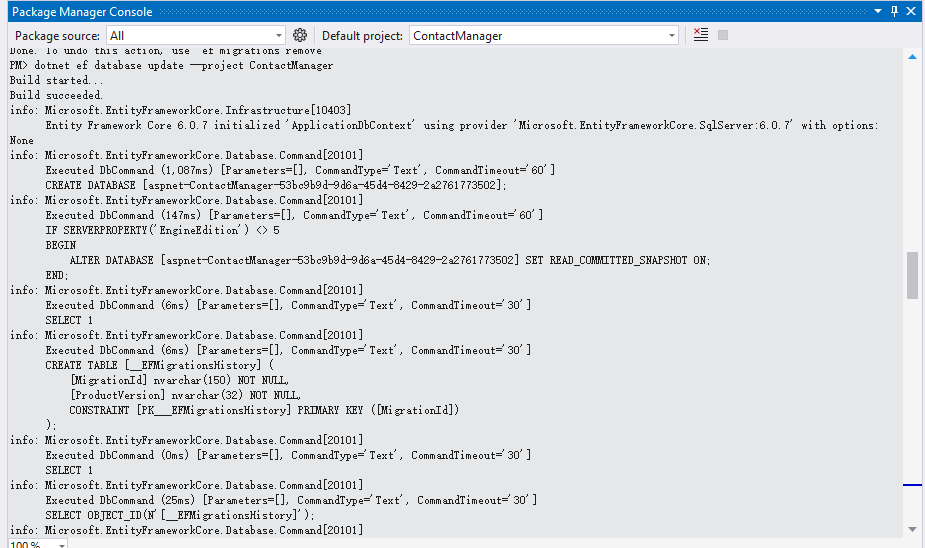 Package Manager Console
Package source: All Default project: ContactManager
Done. To undo this action, use 'ef migrations remove'
PM> dotnet ef database update --project ContactManager
Build started...
Build succeeded.
info: Microsoft.EntityFrameworkCore.Infrastructure[10403]
Entity Framework Core 6.0.7 initialized 'ApplicationDbContext' using provider 'Microsoft.EntityFrameworkCore.SqlServer:6.0.7' with options:
None
info: Microsoft.EntityFrameworkCore.Database.Command[20101]
Executed DbCommand (1,087ms) [Parameters=[], CommandType='Text', CommandTimeout='60']
CREATE DATABASE [aspnet-ContactManager-53bc9b9d-9d6a-45d4-8429-2a2761773502];
info: Microsoft.EntityFrameworkCore.Database.Command[20101]
Executed DbCommand (147ms) [Parameters=[], CommandType='Text', CommandTimeout='60']
IF SERVERPROPERTY('EngineEdition') <> 5
BEGIN
ALTER DATABASE [aspnet-ContactManager-53bc9b9d-9d6a-45d4-8429-2a2761773502] SET READ_COMMITTED_SNAPSHOT ON;
END;
info: Microsoft.EntityFrameworkCore.Database.Command[20101]
Executed DbCommand (6ms) [Parameters=[], CommandType='Text', CommandTimeout='30']
SELECT 1
info: Microsoft.EntityFrameworkCore.Database.Command[20101]
Executed DbCommand (6ms) [Parameters=[], CommandType='Text', CommandTimeout='30']
CREATE TABLE [__EFMigrationsHistory] (
[MigrationId] nvarchar(150) NOT NULL,
[ProductVersion] nvarchar(32) NOT NULL,
CONSTRAINT [PK___EFMigrationsHistory] PRIMARY KEY ([MigrationId])
);
info: Microsoft.EntityFrameworkCore.Database.Command[20101]
Executed DbCommand (0ms) [Parameters=[], CommandType='Text', CommandTimeout='30']
SELECT 1
info: Microsoft.EntityFrameworkCore.Database.Command[20101]
Executed DbCommand (25ms) [Parameters=[], CommandType='Text', CommandTimeout='30']
SELECT OBJECT_ID(N'[__EFMigrationsHistory]');
info: Microsoft.EntityFrameworkCore.Database.Command[20101]
100 %